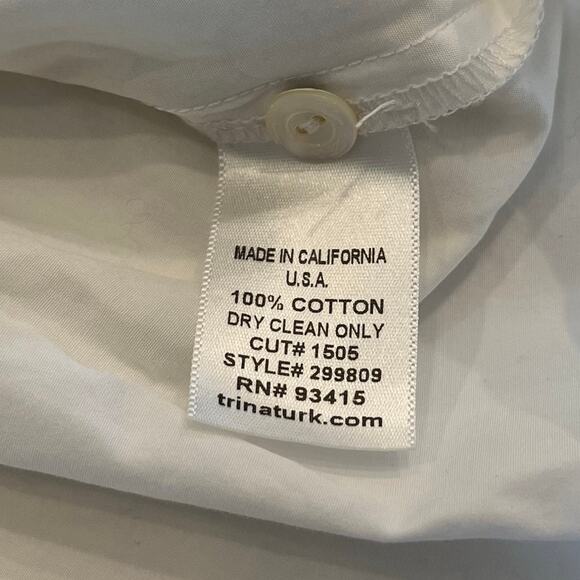 MADE IN CALIFORNIA
U.S.A.
100% COTTON
DRY CLEAN ONLY
CUT# 1505
STYLE# 299809
RN# 93415
trinaturk.com